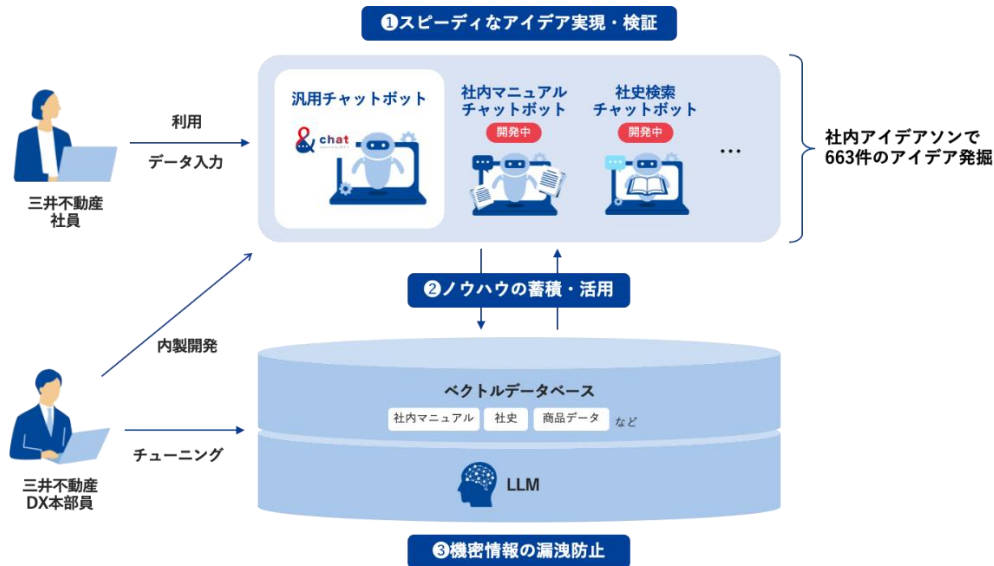 ❶スピーディなアイデア実現・検証
汎用チャットボット
& chat
社内マニュアル
チャットボット
開発中
社史検索
チャットボット
開発中
…
社内アイデアソンで
663件のアイデア発掘
利用
データ入力
三井不動産
社員
❷ノウハウの蓄積・活用
内製開発
ベクトルデータベース
社内マニュアル
社史
商品データ
など
チューニング
三井不動産
DX本部員
LLM
❸機密情報の漏洩防止